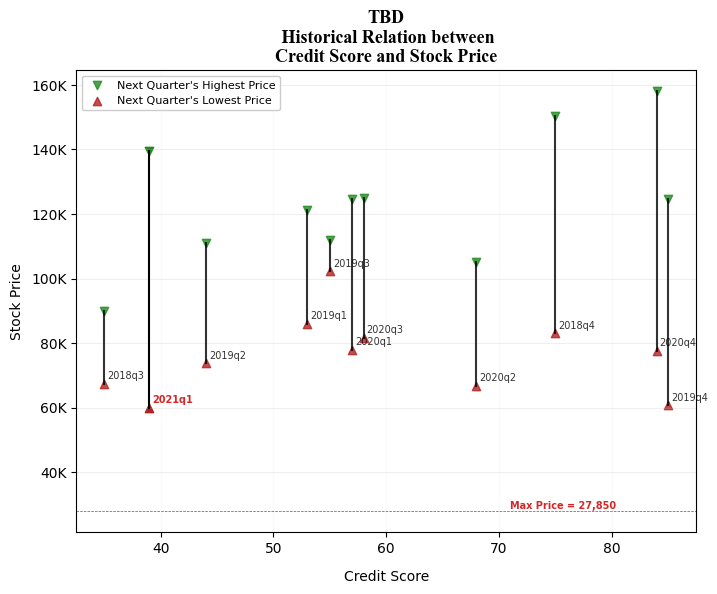 TBD
Historical Relation between
Credit Score and Stock Price
Next Quarter's Highest Price
Next Quarter's Lowest Price
Stock Price
160K
140K
120K
100K
80K
60K
40K
2018q3
2021q1
2019q2
2019q1
2019q3
2020q1
2020q3
2020q2
2018q4
2020q4
2019q4
Max Price = 27,850
40
50
60
70
80
Credit Score